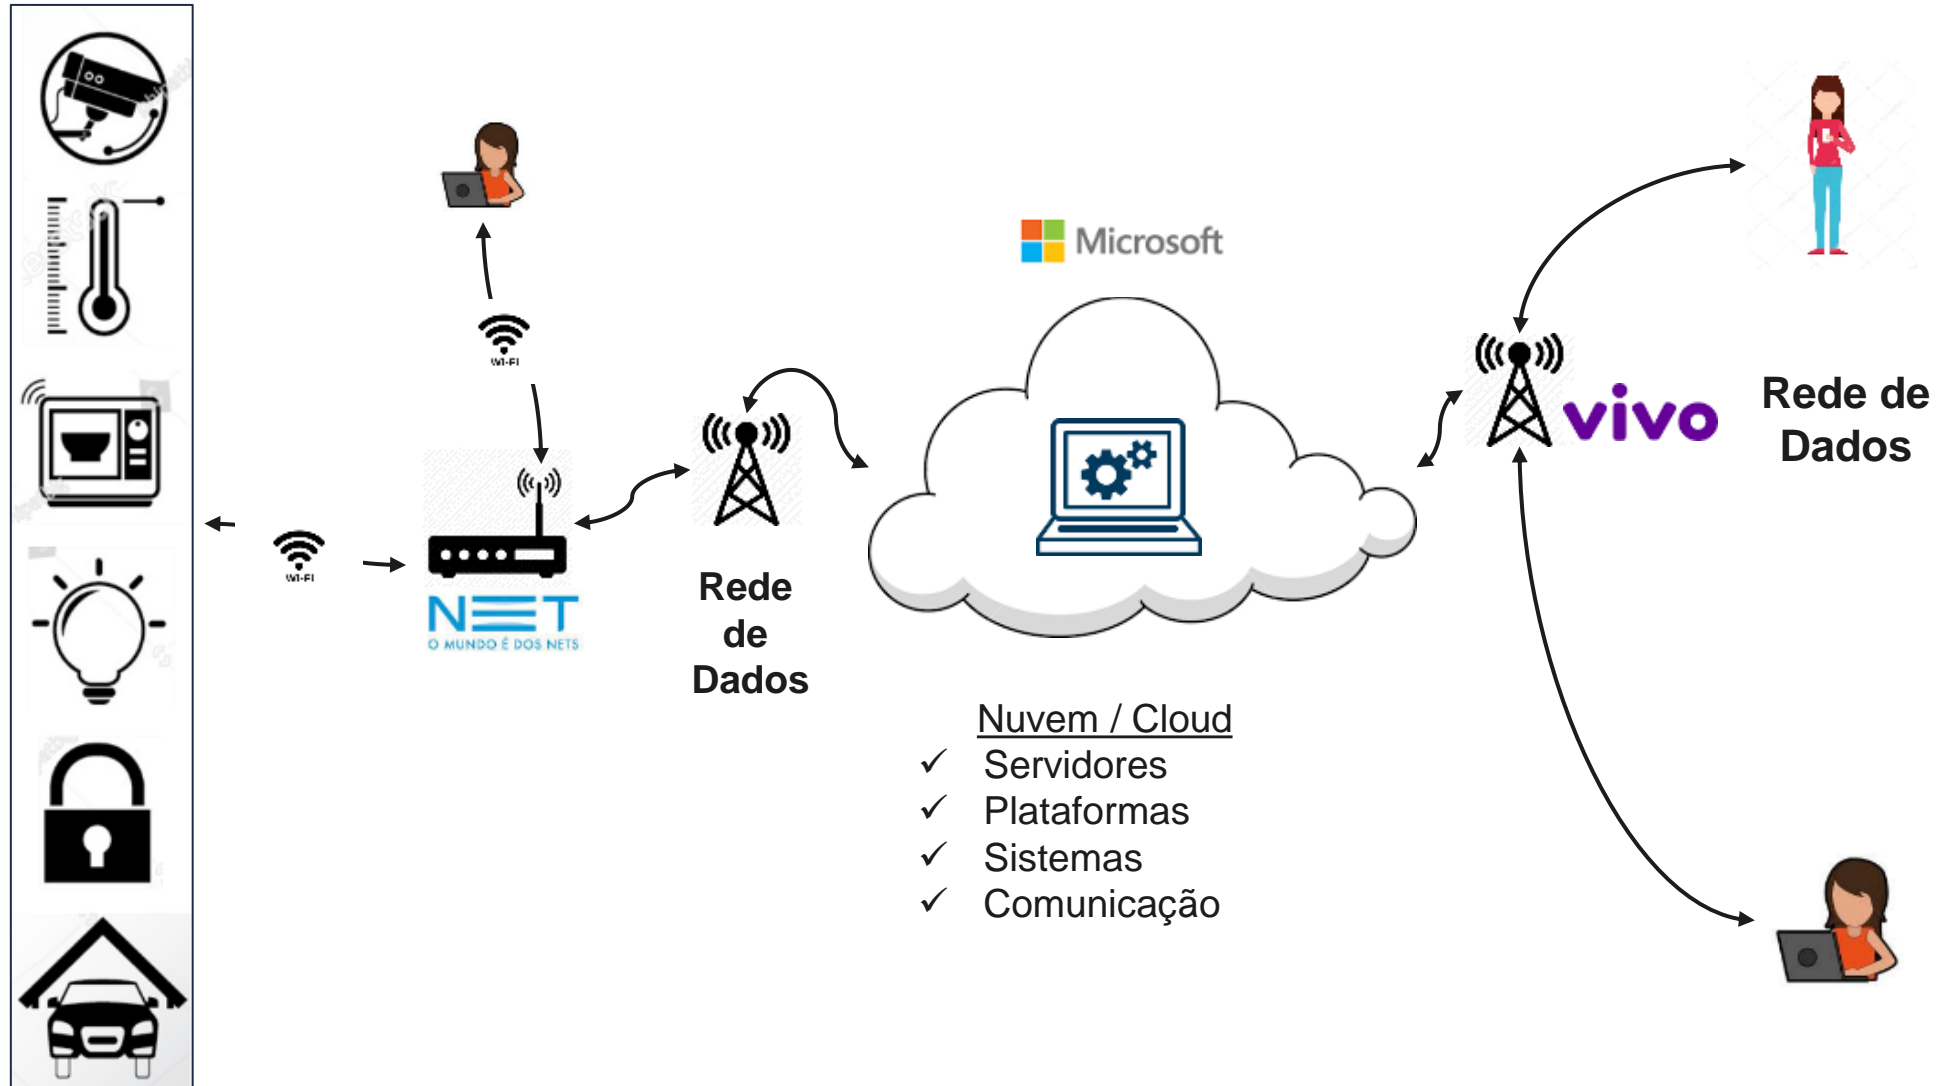 Microsoft
WI-FI
vivo
Rede de
Dados
WI-FI
NET
O MUNDO É DOS NETS
Rede
de
Dados
Nuvem / Cloud
✓ Servidores
✓ Plataformas
✓ Sistemas
✓ Comunicação